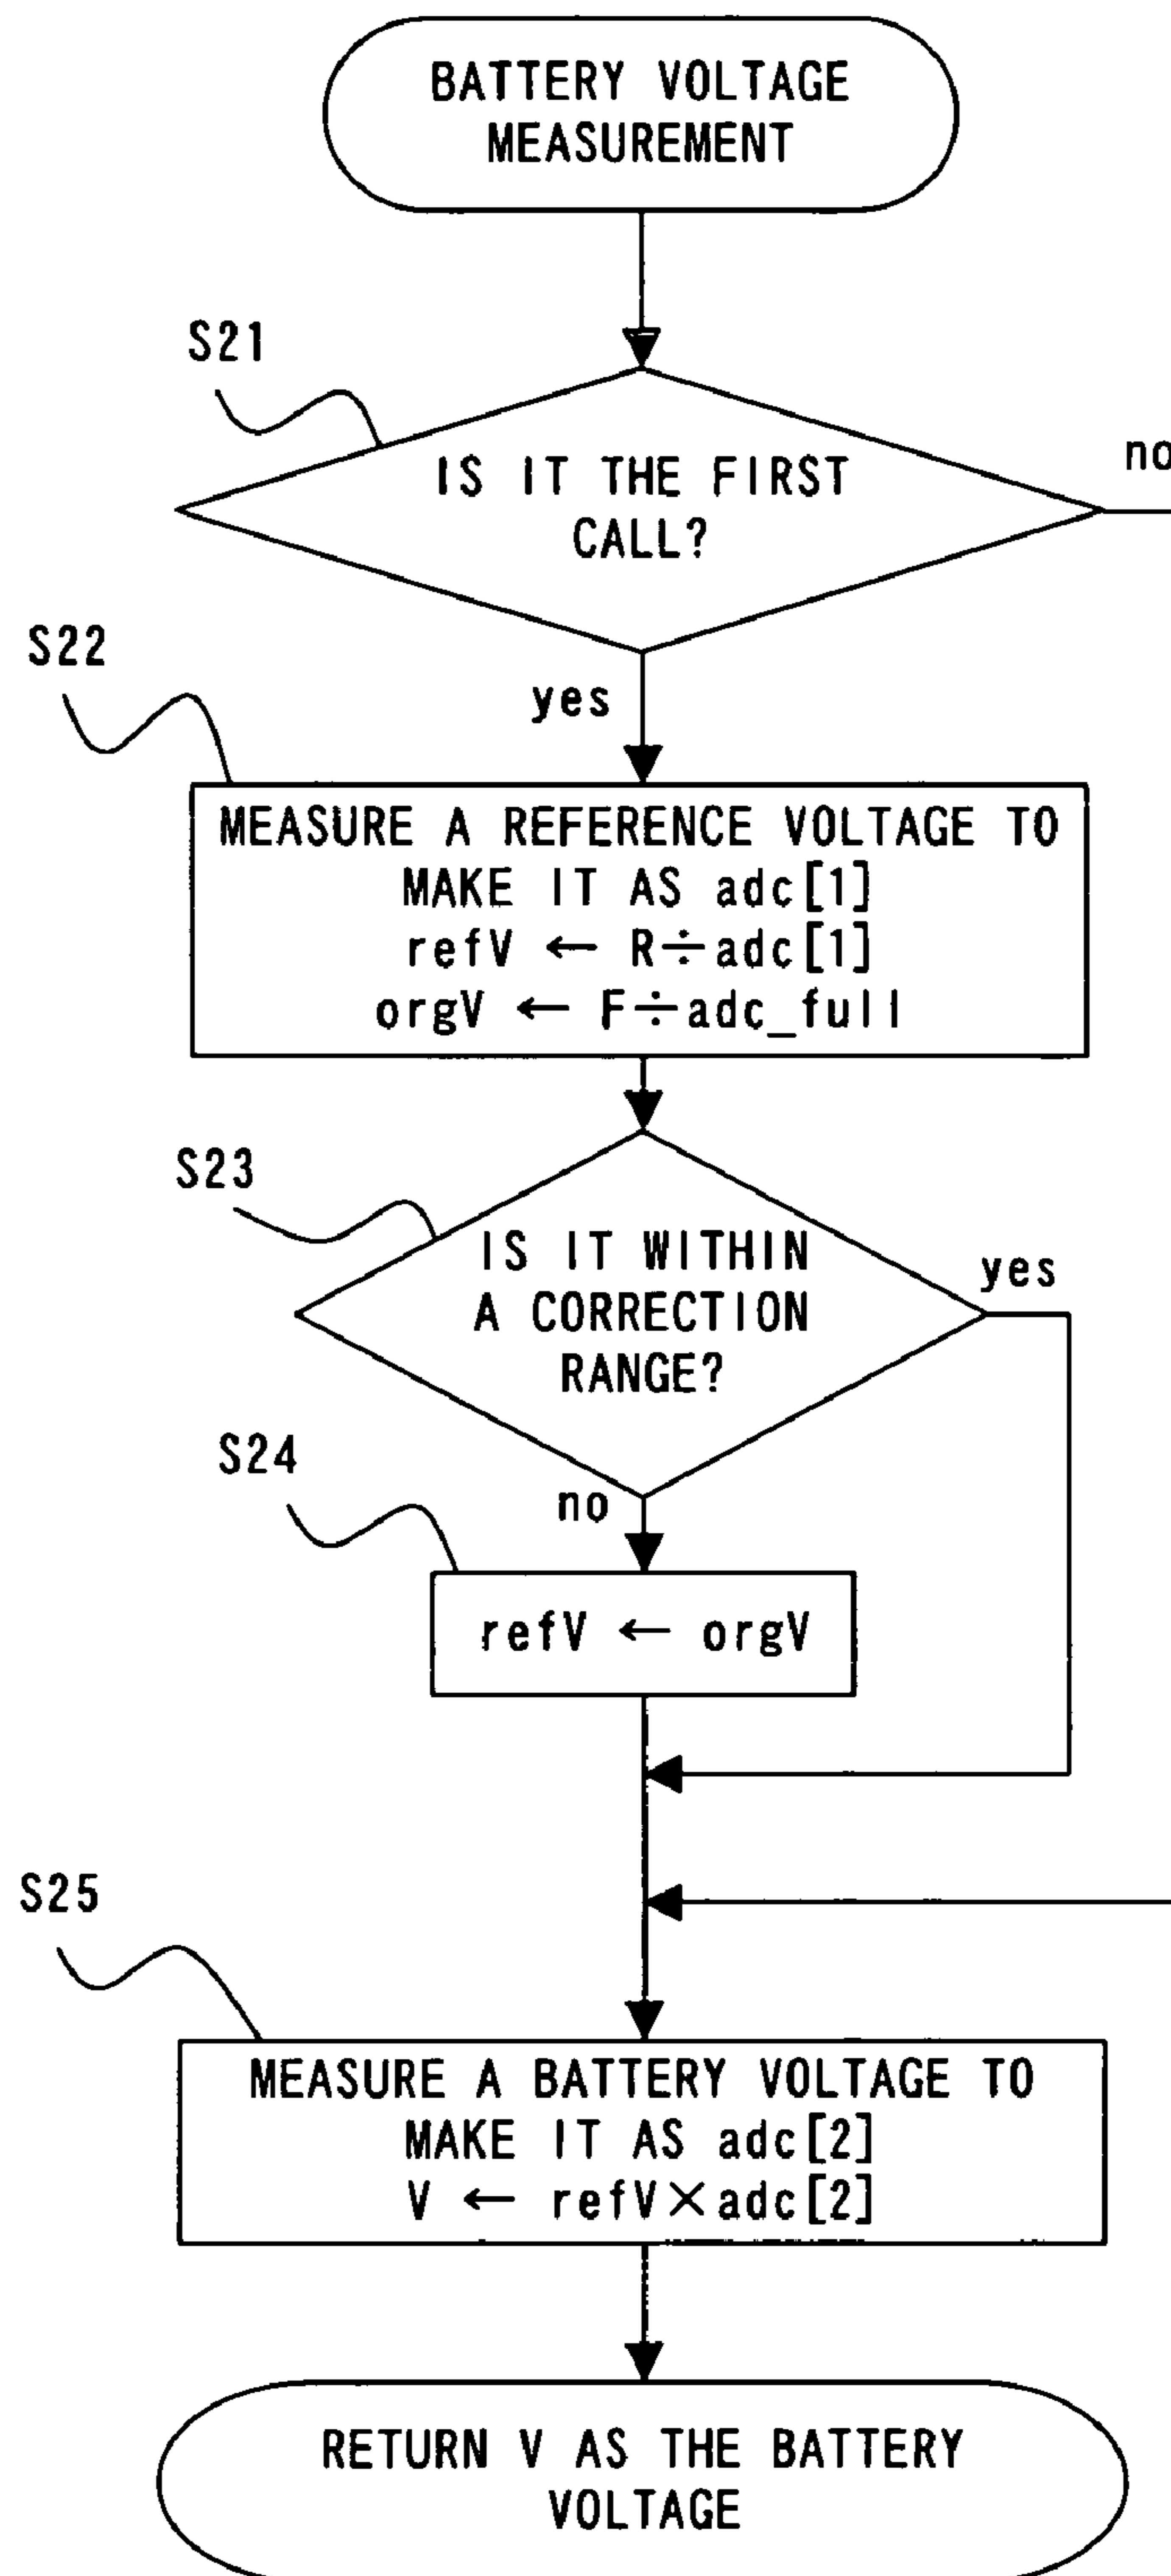 BATTERY VOLTAGE
MEASUREMENT
S21
IS IT THE FIRST
CALL?
no
S22
yes
MEASURE A REFERENCE VOLTAGE TO
MAKE IT AS adc[1]
refV ← R÷adc[1]
orgV ← F÷adc_full
S23
IS IT WITHIN
A CORRECTION
RANGE?
yes
S24
no
refV ← orgV
S25
MEASURE A BATTERY VOLTAGE TO
MAKE IT AS adc[2]
V ← refV×adc[2]
RETURN V AS THE BATTERY
VOLTAGE